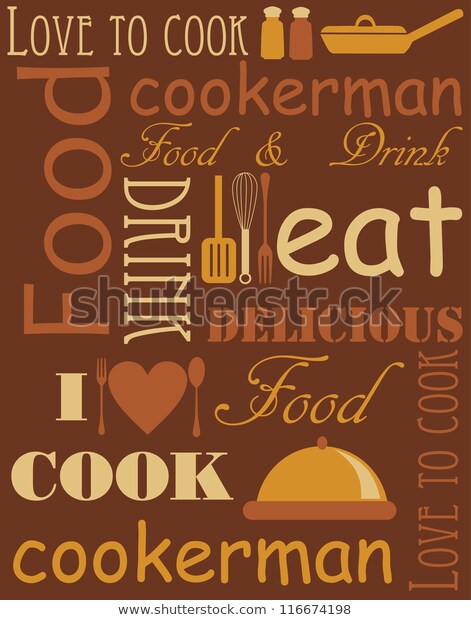 LOVE TO COOK
Food
cookerman
Food & Drink
DRINK
eat
DELICIOUS
I
Food
COOK
LOVE TO COOK
cookerman
shutterstock
shutterstock.com · 116674198